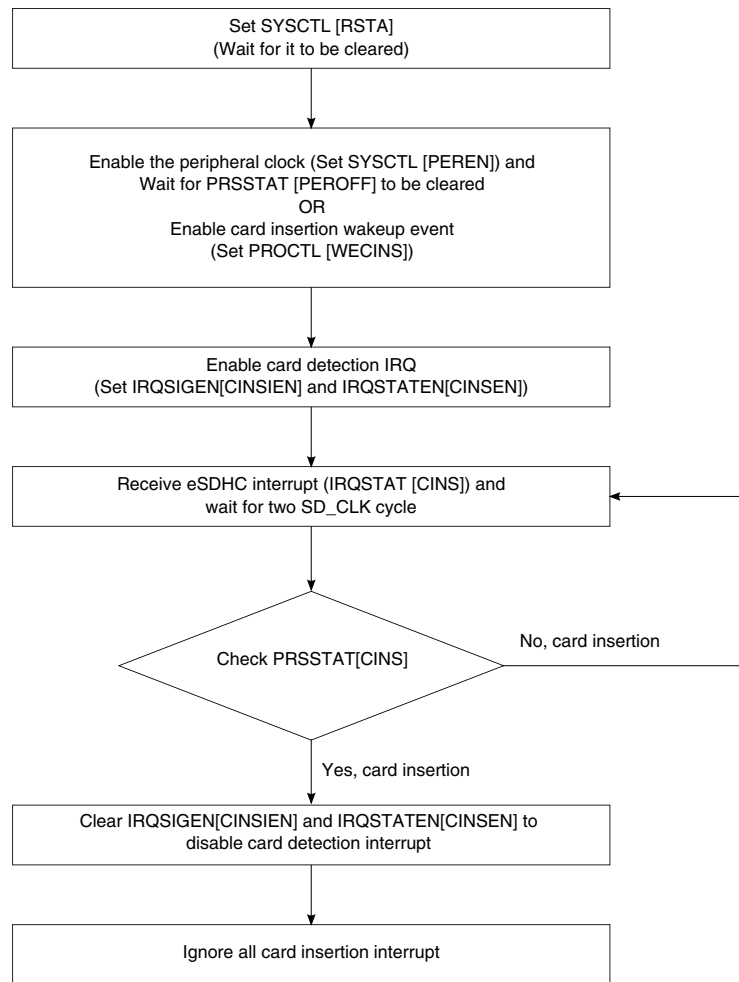 Set SYSCTL [RSTA]
(Wait for it to be cleared)
Enable the peripheral clock (Set SYSCTL [PEREN]) and
Wait for PRSSTAT [PEROFF] to be cleared
OR
Enable card insertion wakeup event
(Set PROCTL [WECINS])
Enable card detection IRQ
(Set IRQSIGEN[CINSIEN] and IRQSTATEN[CINSEN])
Receive eSDHC interrupt (IRQSTAT [CINS]) and
wait for two SD_CLK cycle
Check PRSSTAT[CINS]
No, card insertion
Yes, card insertion
Clear IRQSIGEN[CINSIEN] and IRQSTATEN[CINSEN] to
disable card detection interrupt
Ignore all card insertion interrupt